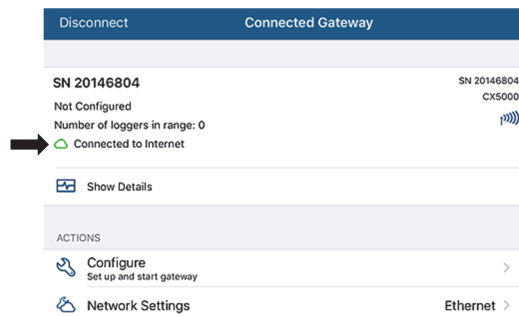 Disconnect Connected Gateway
SN 20146804 SN 20146804
Not Configured CX5000
Number of loggers in range: 0
Connected to Internet
Show Details
ACTIONS
Configure
Set up and start gateway
Network Settings Ethernet